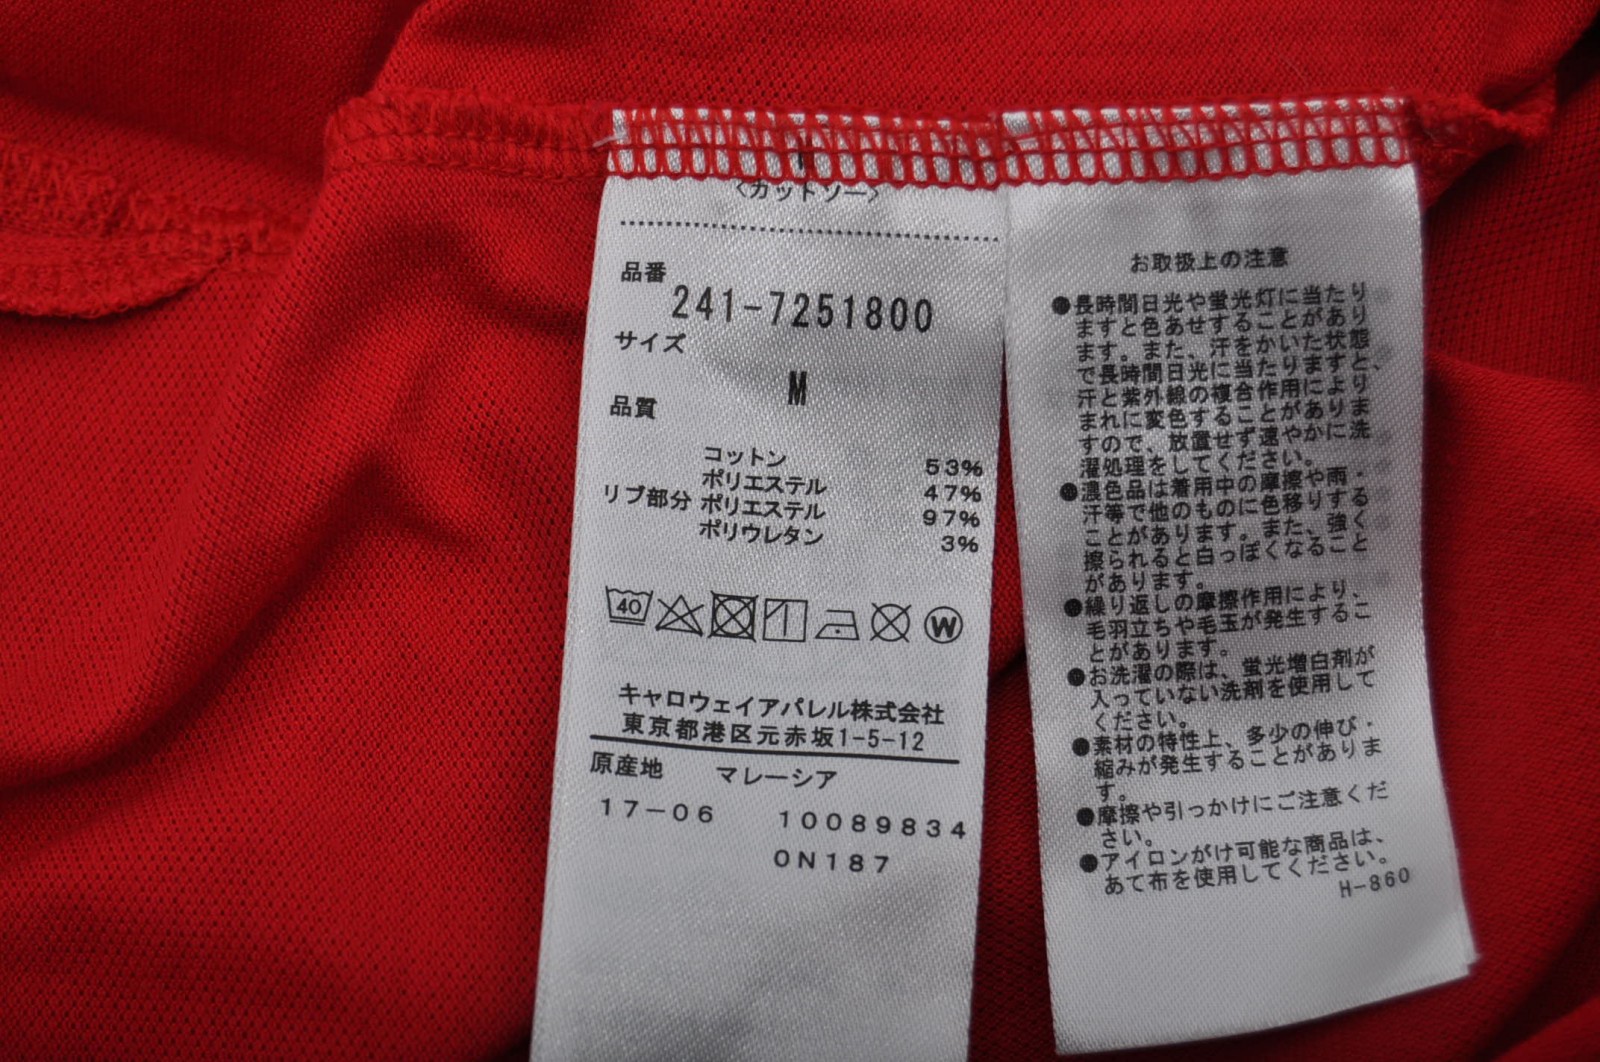 <カットソー>
品番
241-7251800
サイズ
M
品質
コットン 53%
ポリエステル 47%
リブ部分 ポリエステル 97%
ポリウレタン 3%
40
W
キャロウェイアパレル株式会社
東京都港区元赤坂1-5-12
原産地 マレーシア
17-06 10089834
0N187
お取扱上の注意
●長時間日光や蛍光灯に当たり
ますと色あせすることがあり
ます。また、汗をかいた状態
で長時間日光に当たりますと、
汗と紫外線の複合作用により
まれに変色することがありま
すので、放置せず速やかに洗
濯処理をしてください。
●濃色品は着用中の摩擦や雨・
汗等で他のものに色移りする
ことがあります。また、強く
擦られると白っぽくなること
があります。
●繰り返しの摩擦作用により、
毛羽立ちや毛玉が発生するこ
とがあります。
●お洗濯の際は、蛍光増白剤が
入っていない洗剤を使用して
ください。
●素材の特性上、多少の伸び・
縮みが発生することがありま
す。
●摩擦や引っかけにご注意くだ
さい。
●アイロンがけ可能な商品は、
あて布を使用してください。
H-860